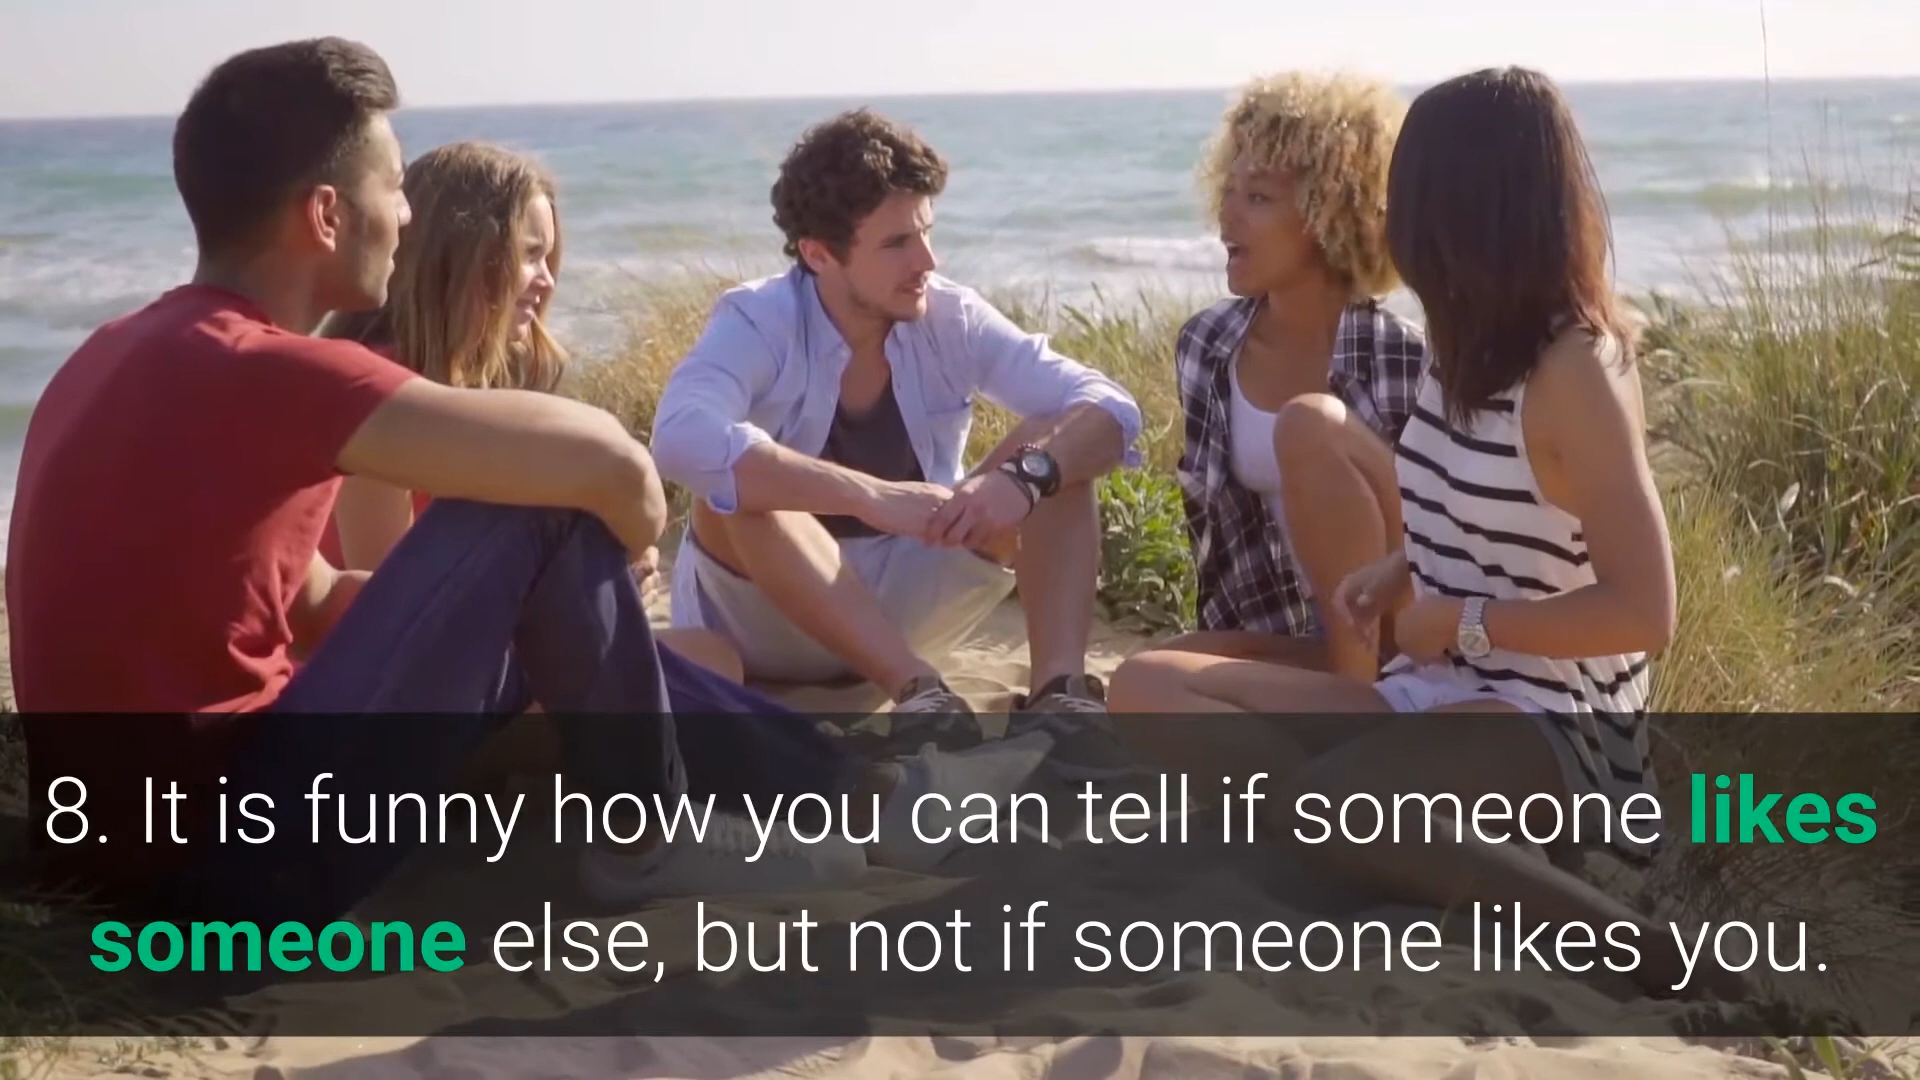 8. It is funny how you can tell if someone likes
someone else, but not if someone likes you.